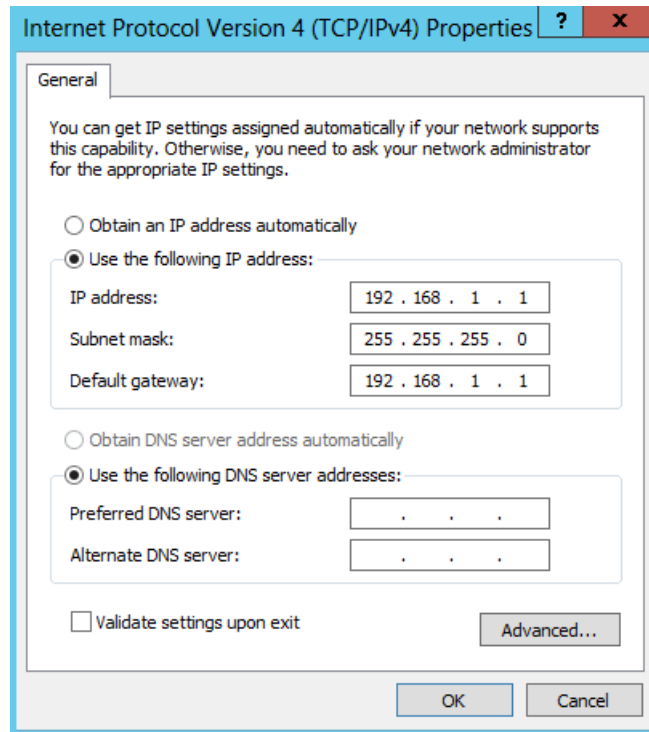 Internet Protocol Version 4 (TCP/IPv4) Properties ? x
General
You can get IP settings assigned automatically if your network supports
this capability. Otherwise, you need to ask your network administrator
for the appropriate IP settings.
Obtain an IP address automatically
Use the following IP address:
IP address: 192 . 168 . 1 . 1
Subnet mask: 255 . 255 . 255 . 0
Default gateway: 192 . 168 . 1 . 1
Obtain DNS server address automatically
Use the following DNS server addresses:
Preferred DNS server: . . .
Alternate DNS server: . . .
Validate settings upon exit
Advanced...
OK Cancel